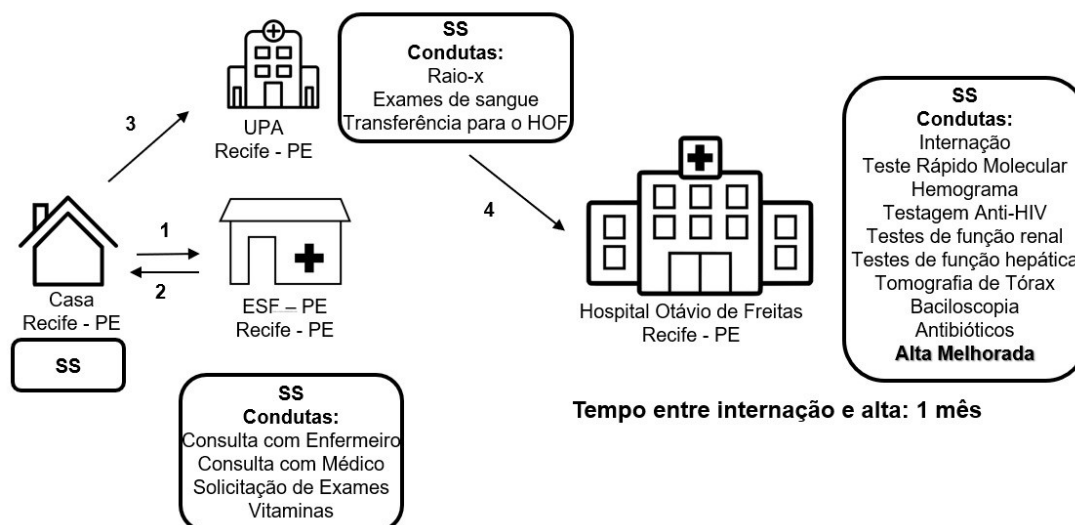 SS
Condutas:
Raio-x
Exames de sangue
Transferência para o HOF
3
UPA
Recife - PE
SS
Condutas:
Internação
Teste Rápido Molecular
Hemograma
Testagem Anti-HIV
Testes de função renal
Testes de função hepática
Tomografia de Tórax
Baciloscopia
Antibióticos
Alta Melhorada
4
1
2
Casa
Recife - PE
SS
ESF – PE
Recife - PE
Hospital Otávio de Freitas
Recife - PE
SS
Condutas:
Consulta com Enfermeiro
Consulta com Médico
Solicitação de Exames
Vitaminas
Tempo entre internação e alta: 1 mês